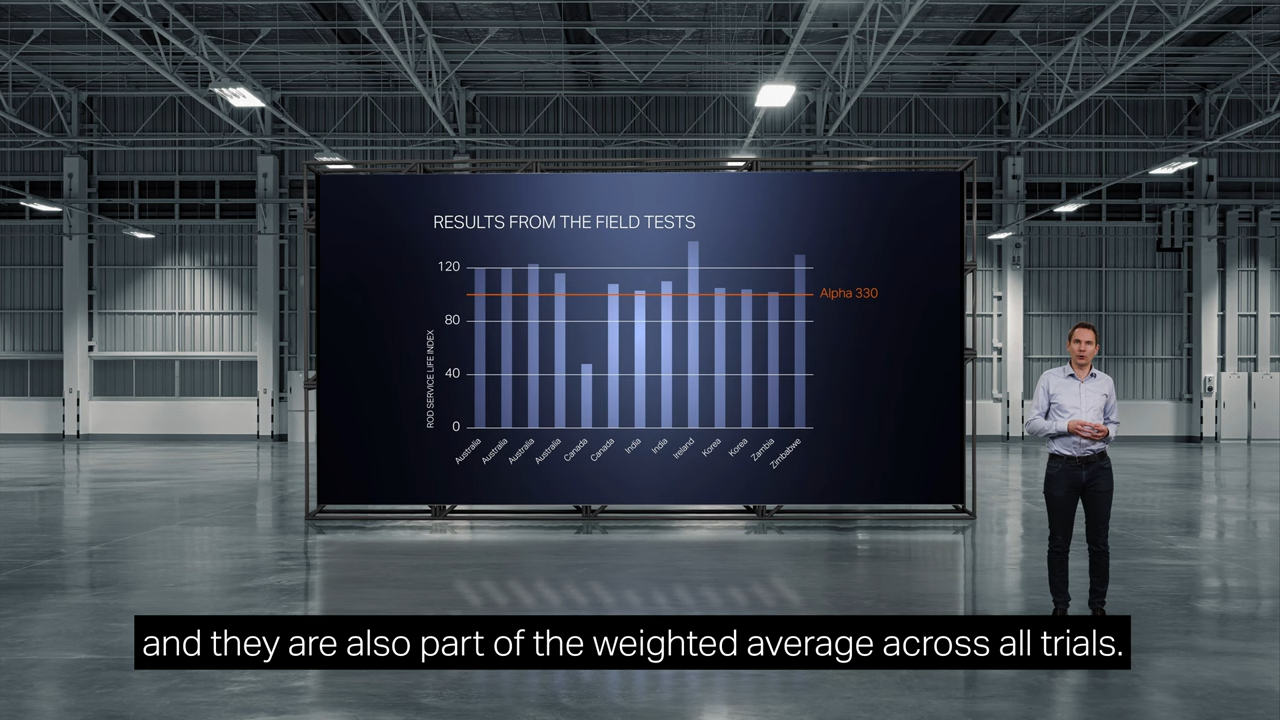 RESULTS FROM THE FIELD TESTS
120
80
40
0
ROD SERVICE LIFE INDEX
Alpha 330
Australia
Australia
Australia
Australia
Canada
Canada
India
India
Ireland
Korea
Korea
Zambia
Zimbabwe
and they are also part of the weighted average across all trials.